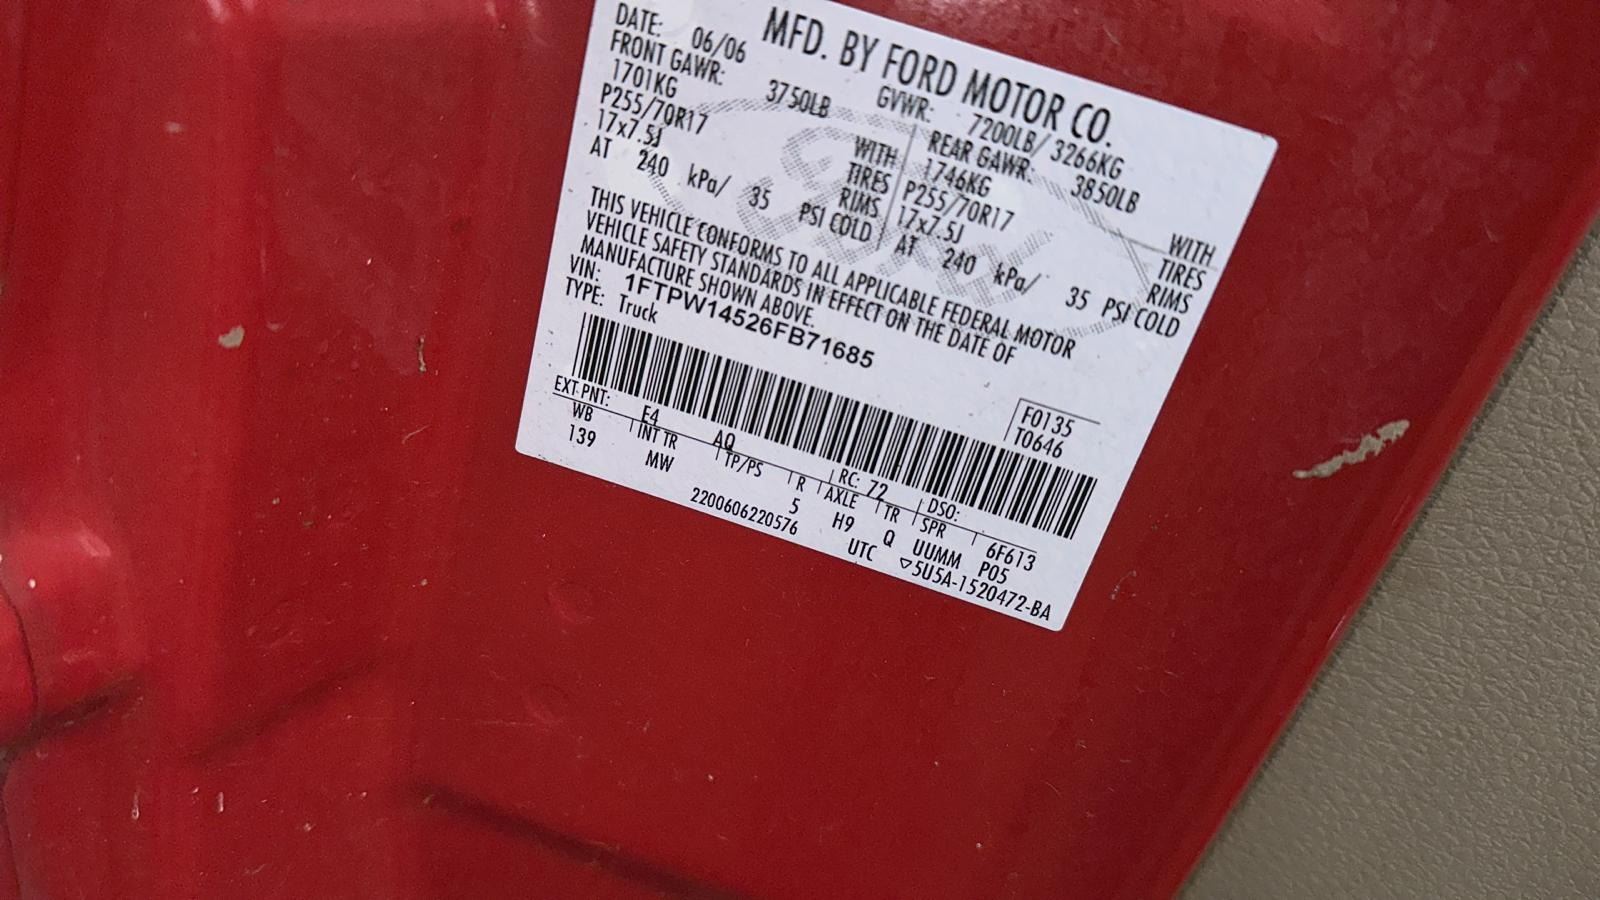 MFD. BY FORD MOTOR CO.
DATE: 06/06 GVWR: 7200LB/ 3266KG
FRONT GAWR: 3750LB REAR GAWR: 3850LB
1701KG WITH 1746KG WITH
P255/70R17 TIRES P255/70R17 TIRES
17x7.5J RIMS 17x7.5J RIMS
AT 240 kPa/ 35 PSI COLD AT 240 kPa/ 35 PSI COLD
THIS VEHICLE CONFORMS TO ALL APPLICABLE FEDERAL MOTOR
VEHICLE SAFETY STANDARDS IN EFFECT ON THE DATE OF
MANUFACTURE SHOWN ABOVE.
VIN: 1FTPW14526FB71685
TYPE: Truck
F0135
T0646
EXT PNT: E4 AQ RC: 72 DSO:
WB INT TR TP/PS R AXLE TR SPR 6F613
139 MW 5 H9 Q UUMM P05
2200606220576 UTC ▽5U5A-1520472-BA
Ford